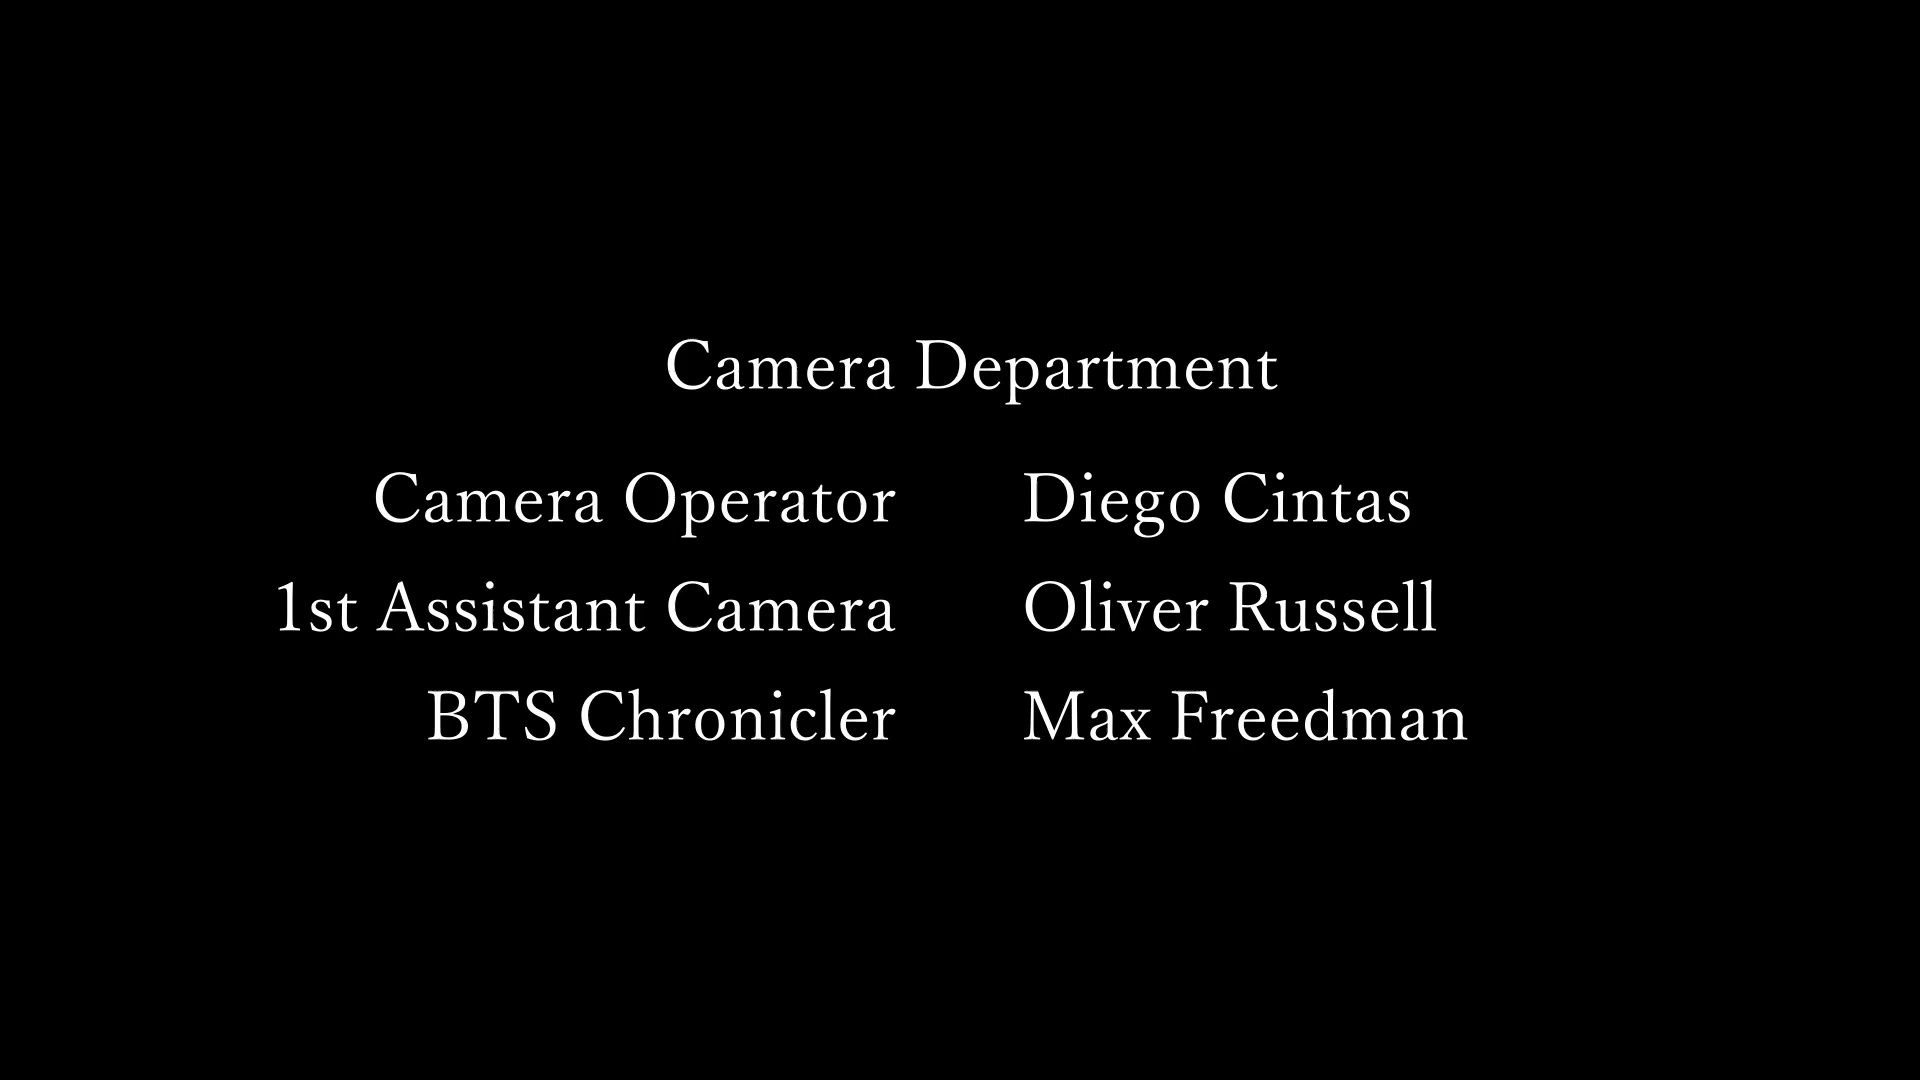 Camera Department
Camera Operator Diego Cintas
1st Assistant Camera Oliver Russell
BTS Chronicler Max Freedman